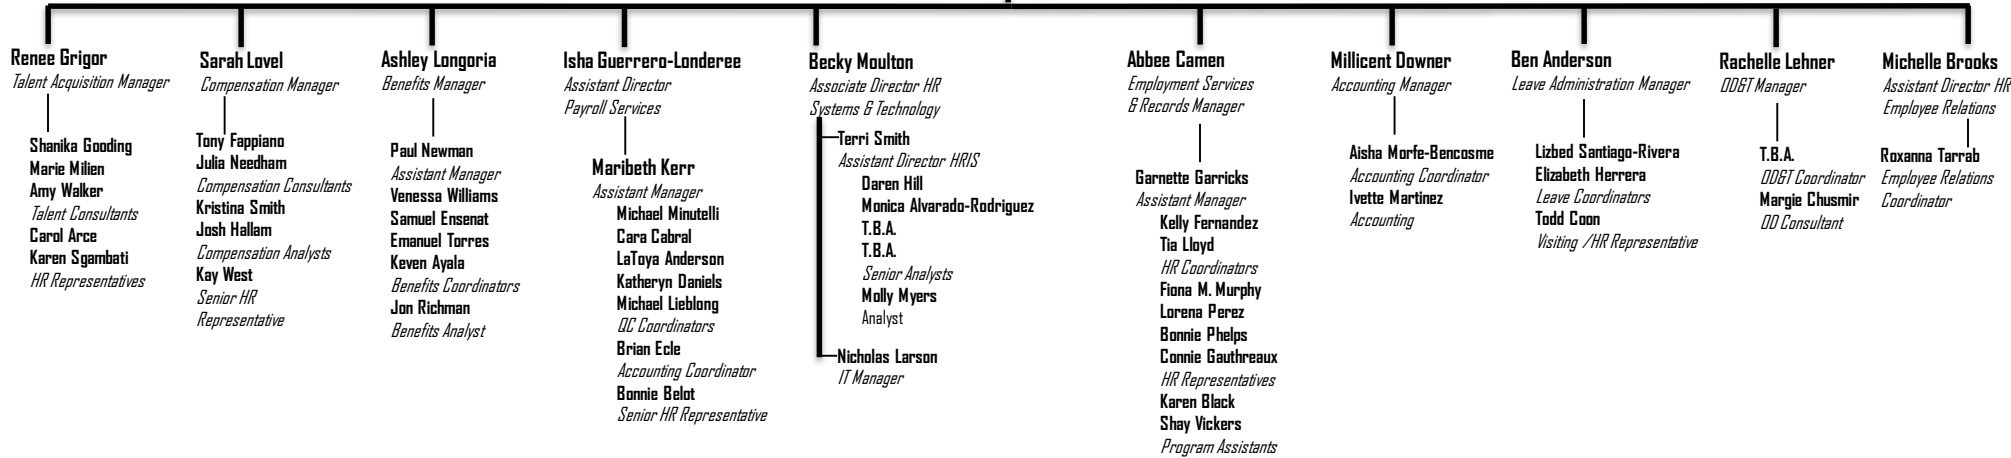 Renee Grigor
Talent Acquisition Manager
Shanika Gooding
Marie Milien
Amy Walker
Talent Consultants
Carol Arce
Karen Sgambati
HR Representatives
Sarah Lovel
Compensation Manager
Tony Fappiano
Julia Needham
Compensation Consultants
Kristina Smith
Josh Hallam
Compensation Analysts
Kay West
Senior HR
Representative
Ashley Longoria
Benefits Manager
Paul Newman
Assistant Manager
Venessa Williams
Samuel Ensenat
Emanuel Torres
Keven Ayala
Benefits Coordinators
Jon Richman
Benefits Analyst
Isha Guerrero-Londeree
Assistant Director
Payroll Services
Maribeth Kerr
Assistant Manager
Michael Minutelli
Cara Cabral
LaToya Anderson
Katheryn Daniels
Michael Lieblong
QC Coordinators
Brian Ecle
Accounting Coordinator
Bonnie Belot
Senior HR Representative
Becky Moulton
Associate Director HR
Systems & Technology
Terri Smith
Assistant Director HRIS
Daren Hill
Monica Alvarado-Rodriguez
T.B.A.
T.B.A.
Senior Analysts
Molly Myers
Analyst
Nicholas Larson
IT Manager
Abbee Camen
Employment Services
& Records Manager
Garnette Garricks
Assistant Manager
Kelly Fernandez
Tia Lloyd
HR Coordinators
Fiona M. Murphy
Lorena Perez
Bonnie Phelps
Connie Gauthreaux
HR Representatives
Karen Black
Shay Vickers
Program Assistants
Millicent Downer
Accounting Manager
Aisha Morfe-Bencosme
Accounting Coordinator
Ivette Martinez
Accounting
Ben Anderson
Leave Administration Manager
Lizbed Santiago-Rivera
Elizabeth Herrera
Leave Coordinators
Todd Coon
Visiting /HR Representative
Rachelle Lehner
OD&T Manager
T.B.A.
OD&T Coordinator
Margie Chusmir
OD Consultant
Michelle Brooks
Assistant Director HR
Employee Relations
Roxanna Tarrab
Employee Relations
Coordinator